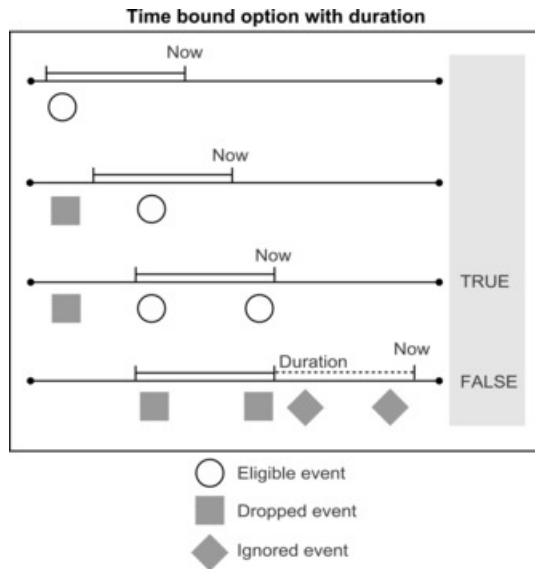 Time bound option with duration
Now
Now
Now
TRUE
Duration
Now
FALSE
Eligible event
Dropped event
Ignored event